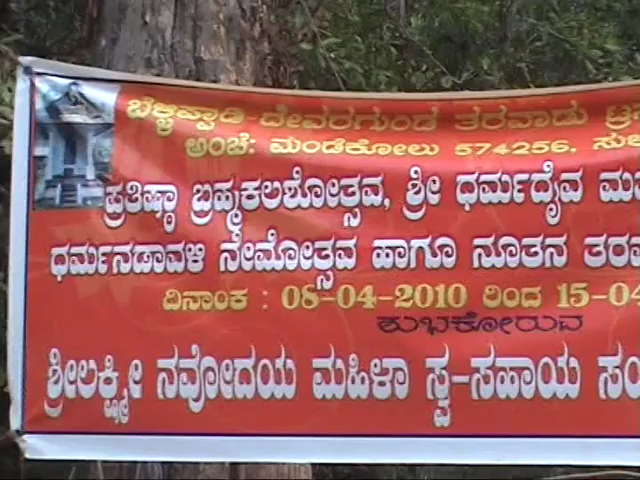 ಬೆಳ್ಳಿಪ್ಪಾಡಿ-ದೇವರಗುಂಡ ತರವಾಡು ಟ್ರ
ಅಂಚೆ: ಮಂಡೆಕೋಲು 574256. ಸುಳ
ಪ್ರತಿಷ್ಠಾ ಬ್ರಹ್ಮಕಲಶೋತ್ಸವ, ಶ್ರೀ ಧರ್ಮದೈವ ಮ
ಧರ್ಮನಡಾವಳಿ ನೇಮೋತ್ಸವ ಹಾಗೂ ನೂತನ ತರವ
ದಿನಾಂಕ : 08-04-2010 ರಿಂದ 15-04
ಶುಭಕೋರುವ
ಶ್ರೀಲಕ್ಷ್ಮೀ ನವೋದಯ ಮಹಿಳಾ ಸ್ವ-ಸಹಾಯ ಸಂ